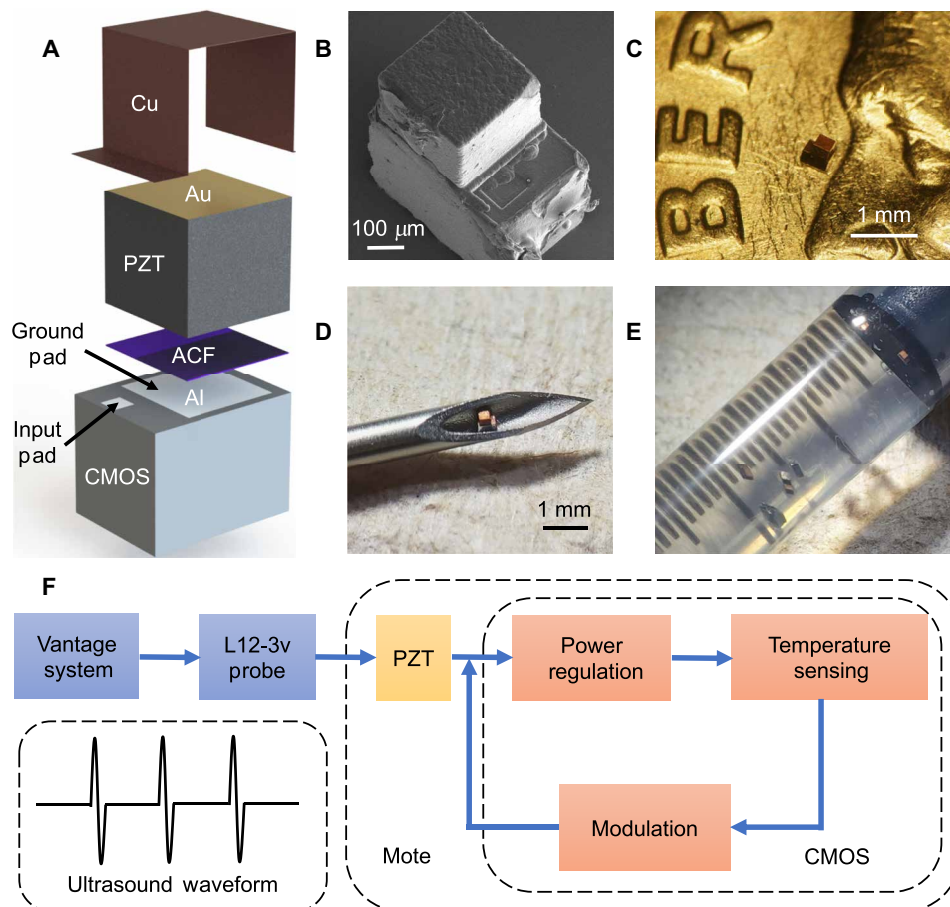 A
Cu
Au
PZT
Ground
pad
ACF
Al
Input
pad
CMOS
B
100 μm
C
BER
1 mm
D
1 mm
E
F
Vantage
system
L12-3v
probe
PZT
Power
regulation
Temperature
sensing
Modulation
Mote
CMOS
Ultrasound waveform